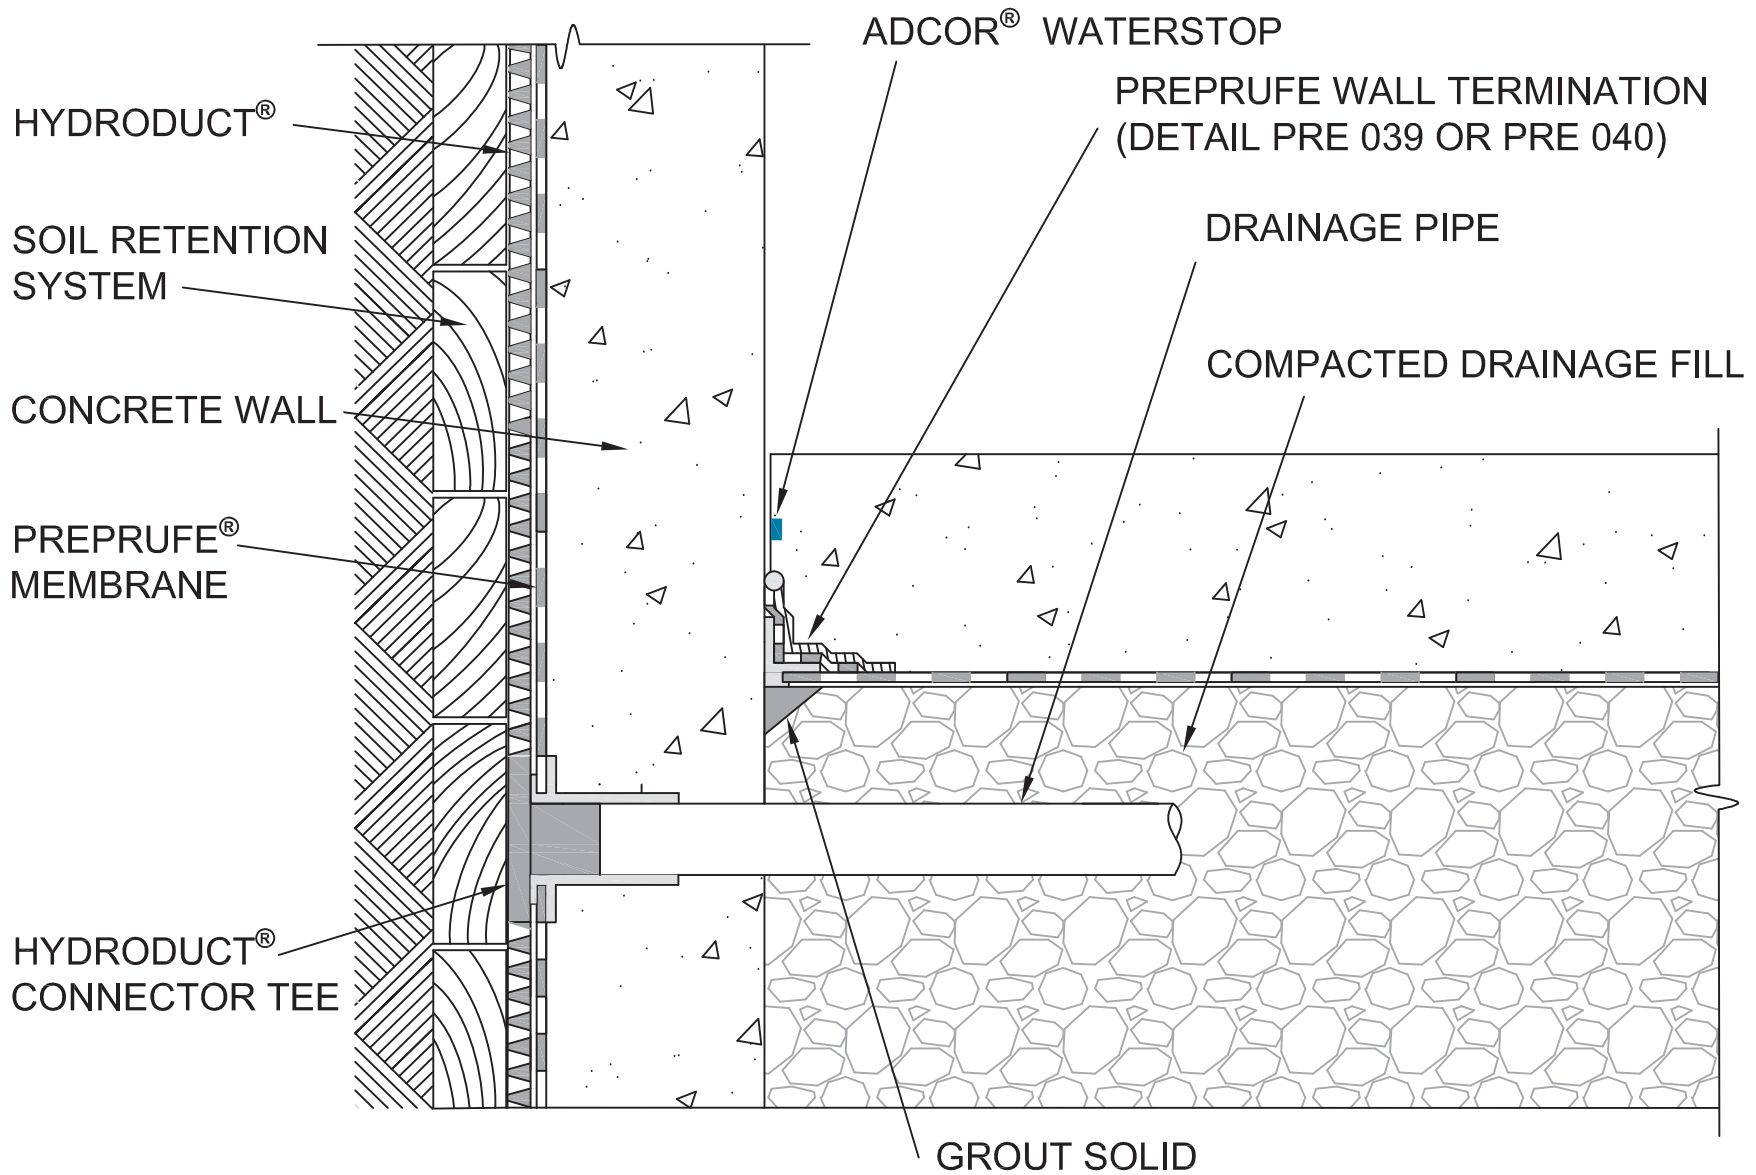 ADCOR® WATERSTOP
PREPRUFE WALL TERMINATION
(DETAIL PRE 039 OR PRE 040)
HYDRODUCT®
DRAINAGE PIPE
SOIL RETENTION
SYSTEM
COMPACTED DRAINAGE FILL
CONCRETE WALL
PREPRUFE®
MEMBRANE
HYDRODUCT®
CONNECTOR TEE
GROUT SOLID